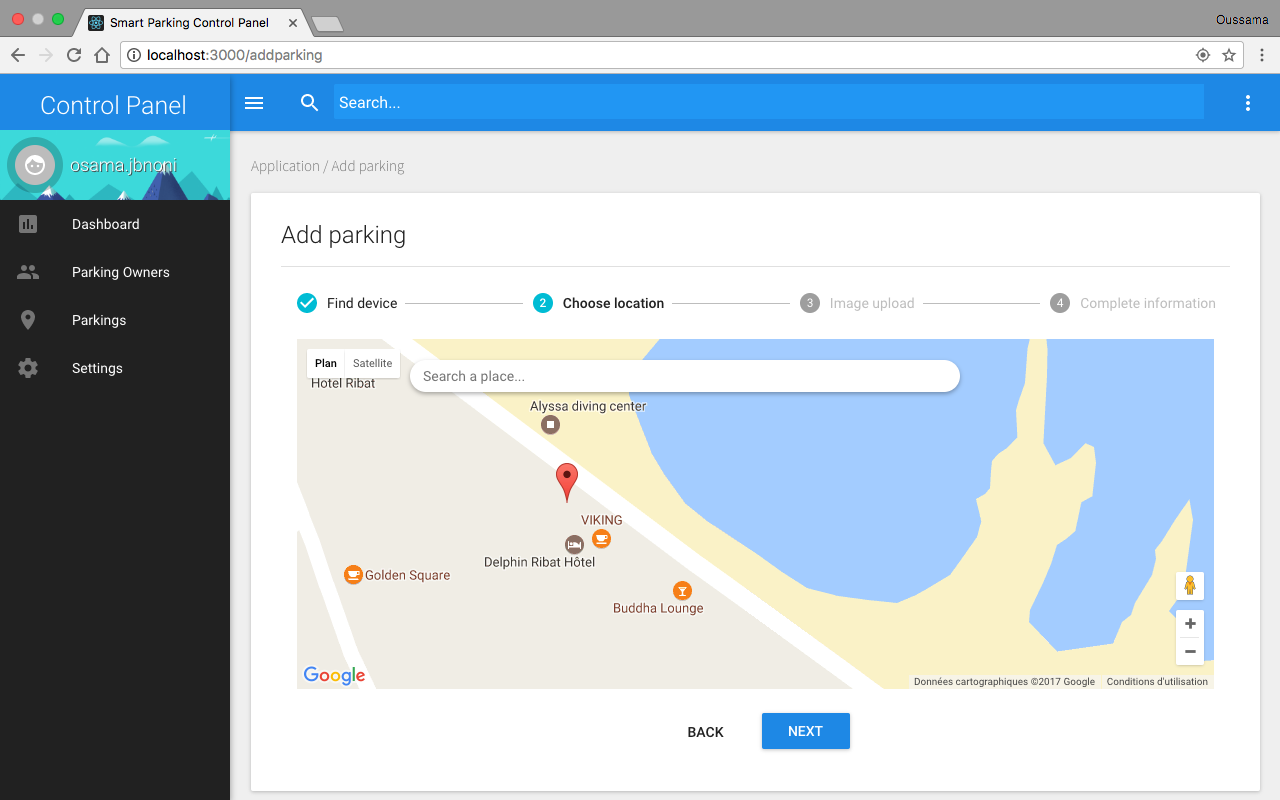 Smart Parking Control Panel
Oussama
localhost:3000/addparking
Control Panel
Search...
osama.jbnoni
Dashboard
Parking Owners
Parkings
Settings
Application / Add parking
Add parking
Find device
2 Choose location
3 Image upload
4 Complete information
Plan Satellite
Search a place...
Hotel Ribat
Alyssa diving center
VIKING
Delphin Ribat Hôtel
Golden Square
Buddha Lounge
Google
Données cartographiques ©2017 Google Conditions d'utilisation
BACK NEXT